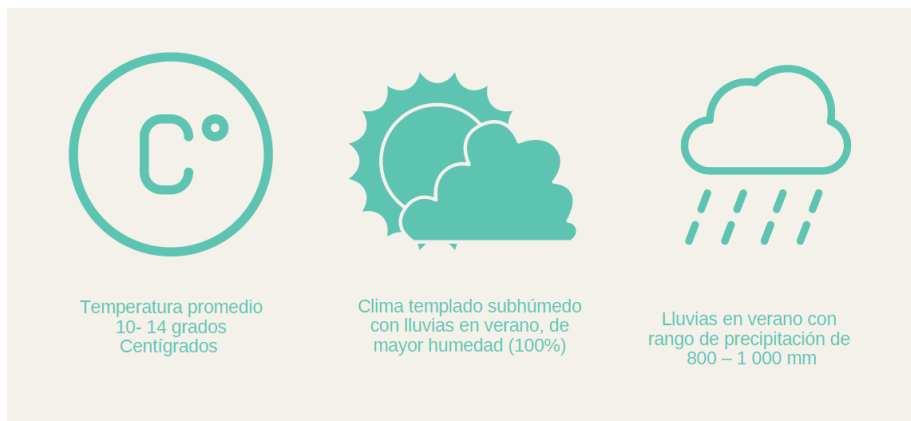 C°
Temperatura promedio
10- 14 grados
Centígrados
Clima templado subhúmedo
con lluvias en verano, de
mayor humedad (100%)
Lluvias en verano con
rango de precipitación de
800 – 1 000 mm